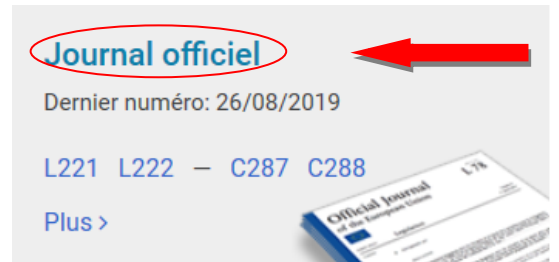 Journal officiel
Dernier numéro: 26/08/2019
L221 L222 – C287 C288
Plus >
L 78
Official Journal
of the European Union
Legislation